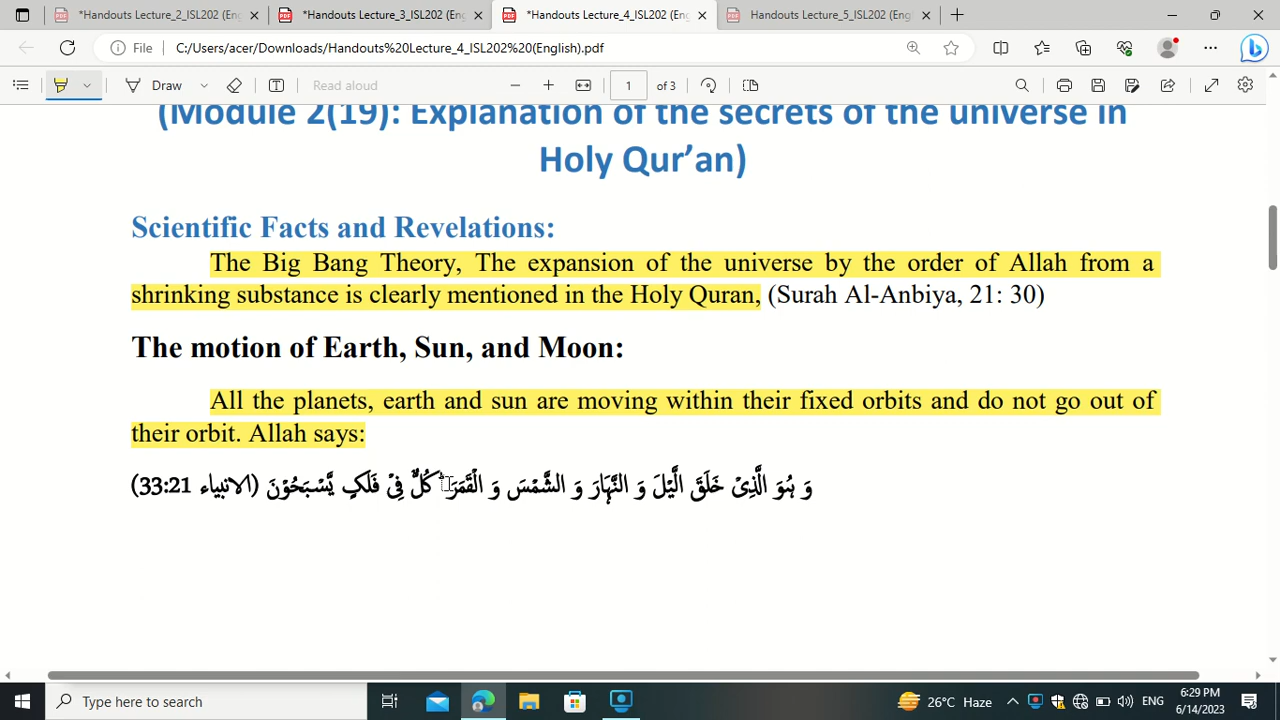 *Handouts Lecture_2_ISL202 (En
*Handouts Lecture_3_ISL202 (En
*Handouts Lecture_4_ISL202 (En
Handouts Lecture_5_ISL202 (Eng
File C:/Users/acer/Downloads/Handouts%20Lecture_4_ISL202%20(English).pdf
Draw Read aloud 1 of 3
(Module 2(19): Explanation of the secrets of the universe in
Holy Qur’an)
Scientific Facts and Revelations:
The Big Bang Theory, The expansion of the universe by the order of Allah from a
shrinking substance is clearly mentioned in the Holy Quran, (Surah Al-Anbiya, 21: 30)
The motion of Earth, Sun, and Moon:
All the planets, earth and sun are moving within their fixed orbits and do not go out of
their orbit. Allah says:
وَ ہُوَ الَّذِیْ خَلَقَ الَّیْلَ وَ النَّہَارَ وَ الشَّمْسَ وَ الْقَمَرَ ؕ کُلٌّ فِیْ فَلَکٍ یَّسْبَحُوْنَ (الانبیاء 33:21)
Type here to search 26°C Haze ENG 6:29 PM
6/14/2023